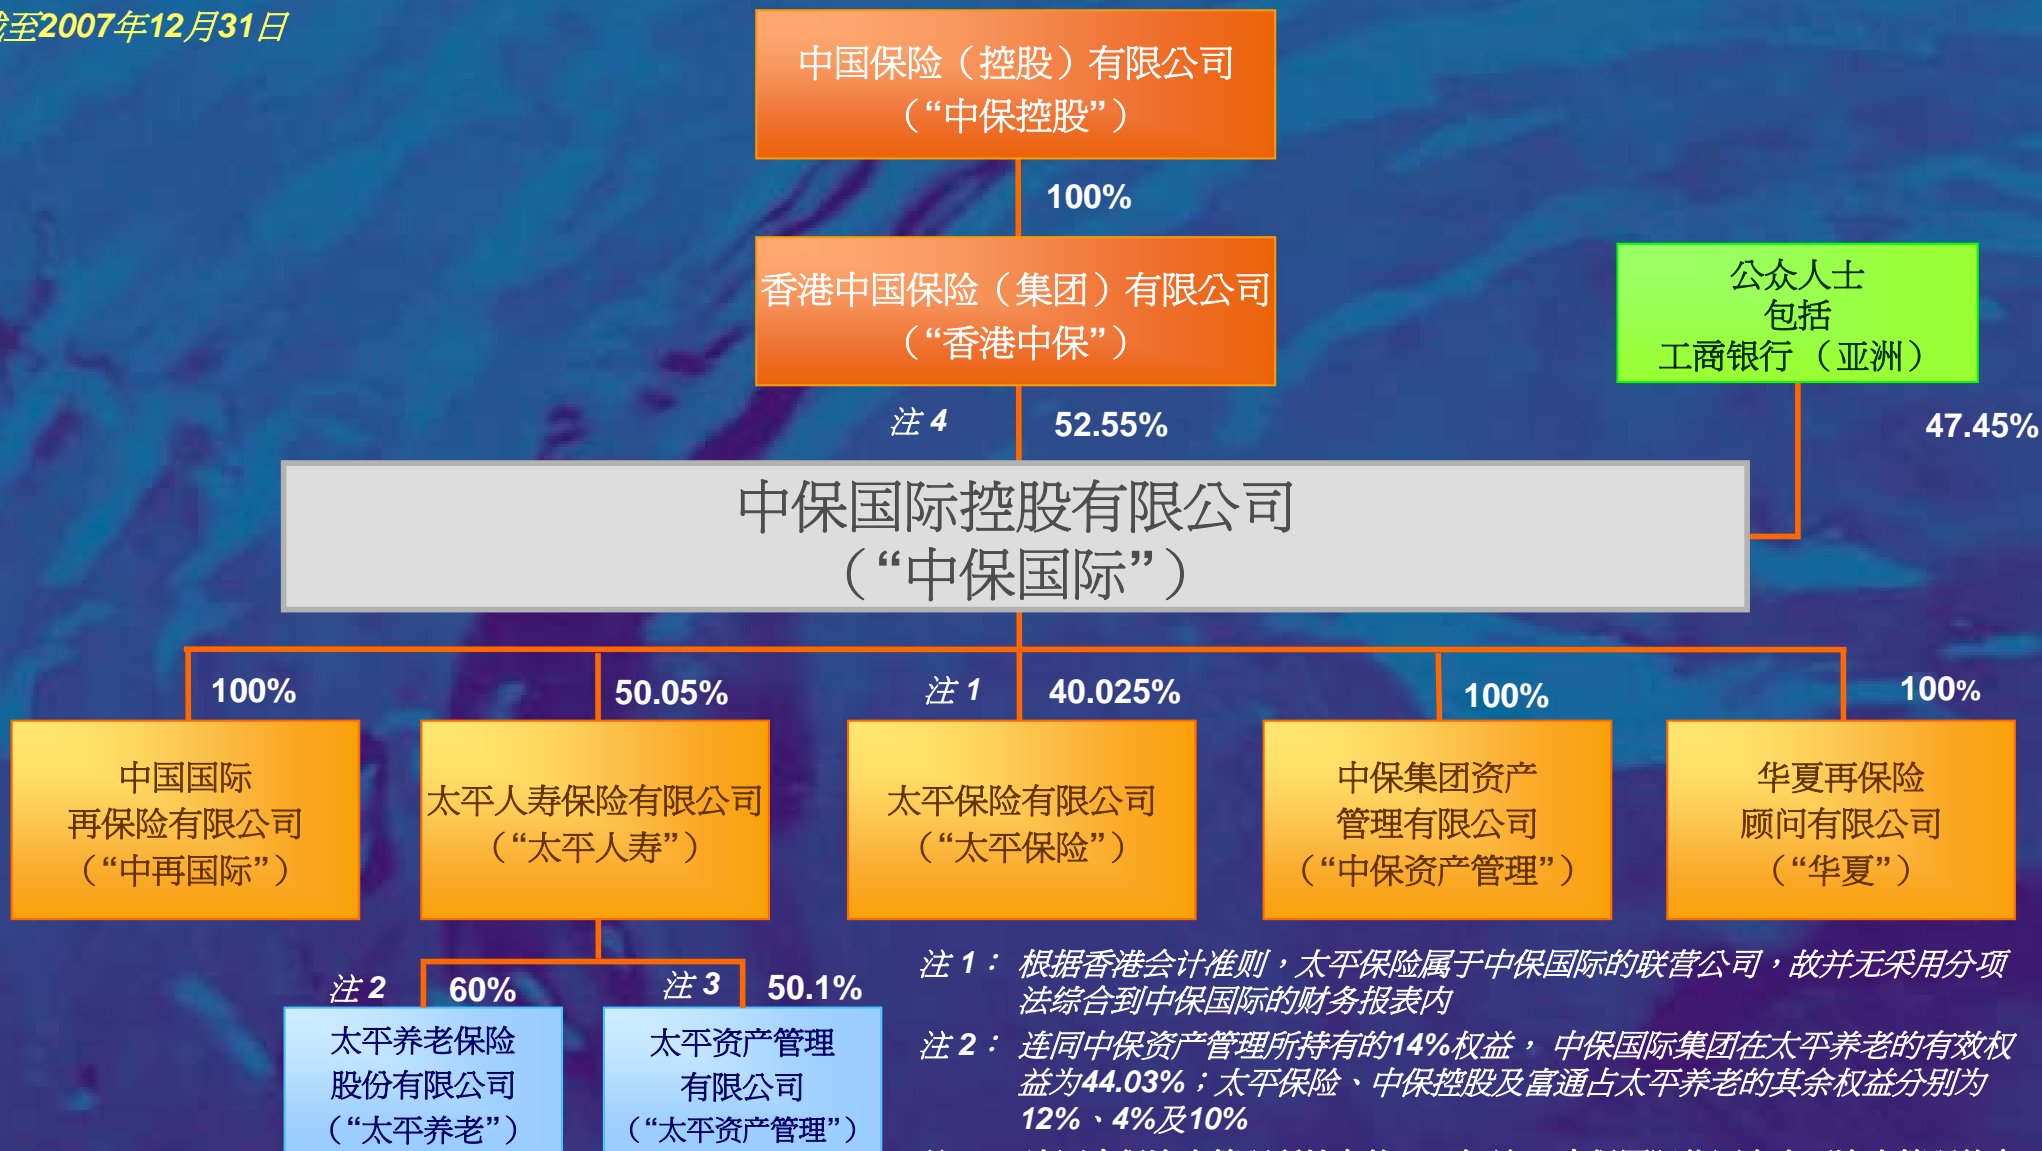 至2007年12月31日
中国保险（控股）有限公司
（“中保控股”）
100%
香港中国保险（集团）有限公司
（“香港中保”）
公众人士
包括
工商银行（亚洲）
注 4
52.55%
47.45%
中保国际控股有限公司
（“中保国际”）
100%
50.05%
注 1
40.025%
100%
100%
中国国际
再保险有限公司
（“中再国际”）
太平人寿保险有限公司
（“太平人寿”）
太平保险有限公司
（“太平保险”）
中保集团资产
管理有限公司
（“中保资产管理”）
华夏再保险
顾问有限公司
（“华夏”）
注 2
60%
注 3
50.1%
太平养老保险
股份有限公司
（“太平养老”）
太平资产管理
有限公司
（“太平资产管理”）
注 1： 根据香港会计准则，太平保险属于中保国际的联营公司，故并无采用分项
法综合到中保国际的财务报表内
注 2： 连同中保资产管理所持有的14%权益， 中保国际集团在太平养老的有效权
益为44.03%；太平保险、中保控股及富通占太平养老的其余权益分别为
12%、4%及10%